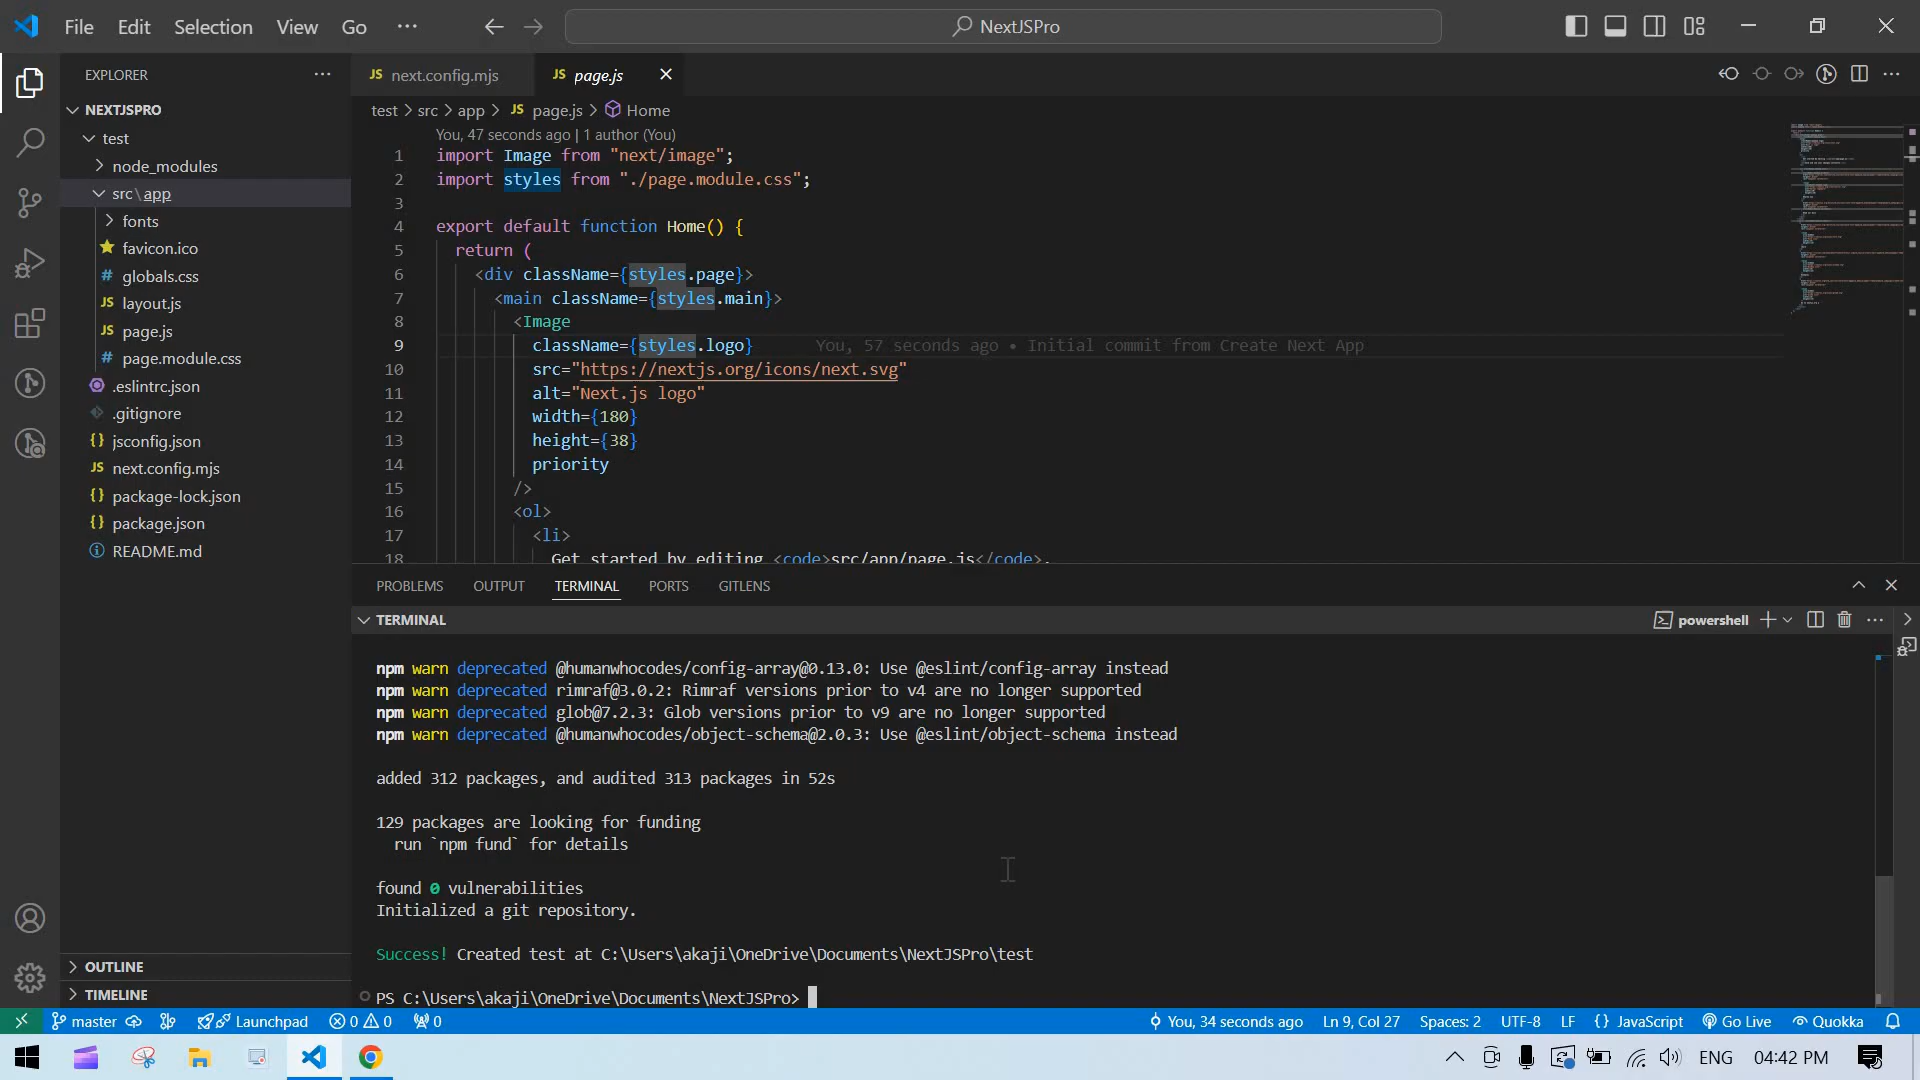 File Edit Selection View Go ··· NextJSPro
EXPLORER ···
NEXTJSPRO
test
node_modules
src\app
fonts
favicon.ico
# globals.css
JS layout.js
JS page.js
# page.module.css
.eslintrc.json
.gitignore
{} jsconfig.json
JS next.config.mjs
{} package-lock.json
{} package.json
README.md
OUTLINE
TIMELINE
JS next.config.mjs JS page.js
test > src > app > JS page.js > Home
You, 47 seconds ago | 1 author (You)
1 import Image from "next/image";
2 import styles from "./page.module.css";
3
4 export default function Home() {
5 return (
6 <div className={styles.page}>
7 <main className={styles.main}>
8 <Image
9 className={styles.logo} You, 57 seconds ago • Initial commit from Create Next App
10 src="https://nextjs.org/icons/next.svg"
11 alt="Next.js logo"
12 width={180}
13 height={38}
14 priority
15 />
16 <ol>
17 <li>
18 Get started by editing <code>src/app/page.js</code>.
PROBLEMS OUTPUT TERMINAL PORTS GITLENS
TERMINAL powershell
npm warn deprecated @humanwhocodes/config-array@0.13.0: Use @eslint/config-array instead
npm warn deprecated rimraf@3.0.2: Rimraf versions prior to v4 are no longer supported
npm warn deprecated glob@7.2.3: Glob versions prior to v9 are no longer supported
npm warn deprecated @humanwhocodes/object-schema@2.0.3: Use @eslint/object-schema instead
added 312 packages, and audited 313 packages in 52s
129 packages are looking for funding
run `npm fund` for details
found 0 vulnerabilities
Initialized a git repository.
Success! Created test at C:\Users\akaji\OneDrive\Documents\NextJSPro\test
PS C:\Users\akaji\OneDrive\Documents\NextJSPro>
master Launchpad 0 0 0 You, 34 seconds ago Ln 9, Col 27 Spaces: 2 UTF-8 LF {} JavaScript Go Live Quokka
ENG 04:42 PM